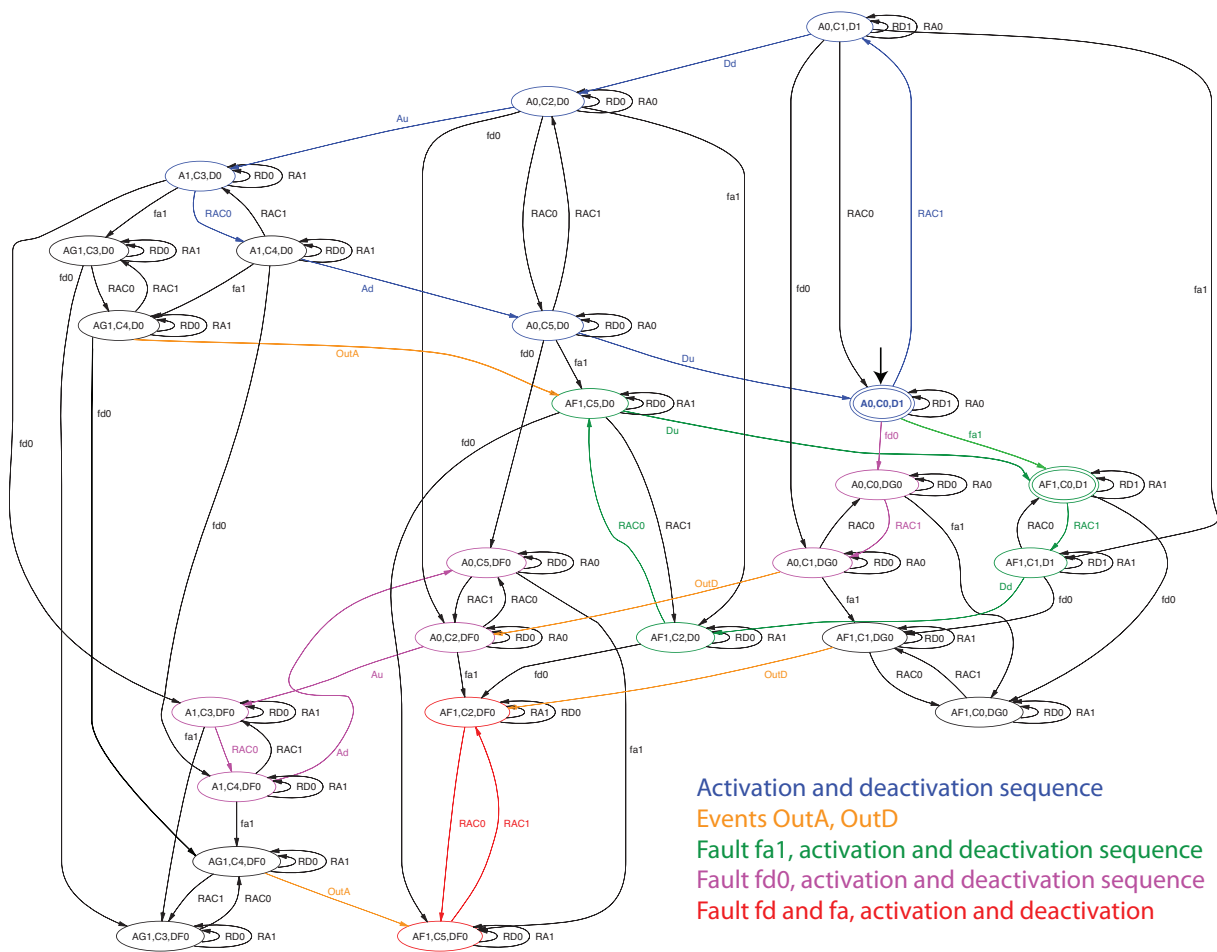 A0,C1,D1 RD1 RA0
Dd
A0,C2,D0 RD0 RA0
Au
fd0
A1,C3,D0 RD0 RA1
fa1
fa1
RAC0 RAC1 RAC0 RAC1 RAC0 RAC1
AG1,C3,D0 RD0 RA1
A1,C4,D0 RD0 RA1
fd0
RAC0 RAC1
fa1
Ad
fd0
fa1
AG1,C4,D0 RD0 RA1
A0,C5,D0 RD0 RA0
fd0
OutA
fa1
Du
fd0
AF1,C5,D0 RD0 RA1
A0,C0,D1 RD1 RA0
fd0
fd0
Du
fd0
fa1
A0,C0,DG0 RD0 RA0
AF1,C0,D1 RD1 RA1
fd0
RAC0 RAC1
RAC0 RAC1
fa1
RAC0 RAC1
A0,C5,DF0 RD0 RA0
A0,C1,DG0 RD0 RA0
AF1,C1,D1 RD1 RA1
OutD
Dd
fd0
fd0
RAC1 RAC0
fa1
A0,C2,DF0 RD0 RA0
AF1,C2,D0 RD0 RA1
AF1,C1,DG0 RD0 RA1
Au
fa1
fd0
OutD
RAC0 RAC1
A1,C3,DF0 RD0 RA1
AF1,C2,DF0 RA1 RD0
AF1,C0,DG0 RD0 RA1
fa1
RAC0 RAC1
Ad
fa1
A1,C4,DF0 RD0 RA1
Activation and deactivation sequence
Events OutA, OutD
fa1
RAC0 RAC1
Fault fa1, activation and deactivation sequence
AG1,C4,DF0 RD0 RA1
Fault fd0, activation and deactivation sequence
RAC1 RAC0
OutA
Fault fd and fa, activation and deactivation
AG1,C3,DF0 RD0 RA1
AF1,C5,DF0 RD0 RA1